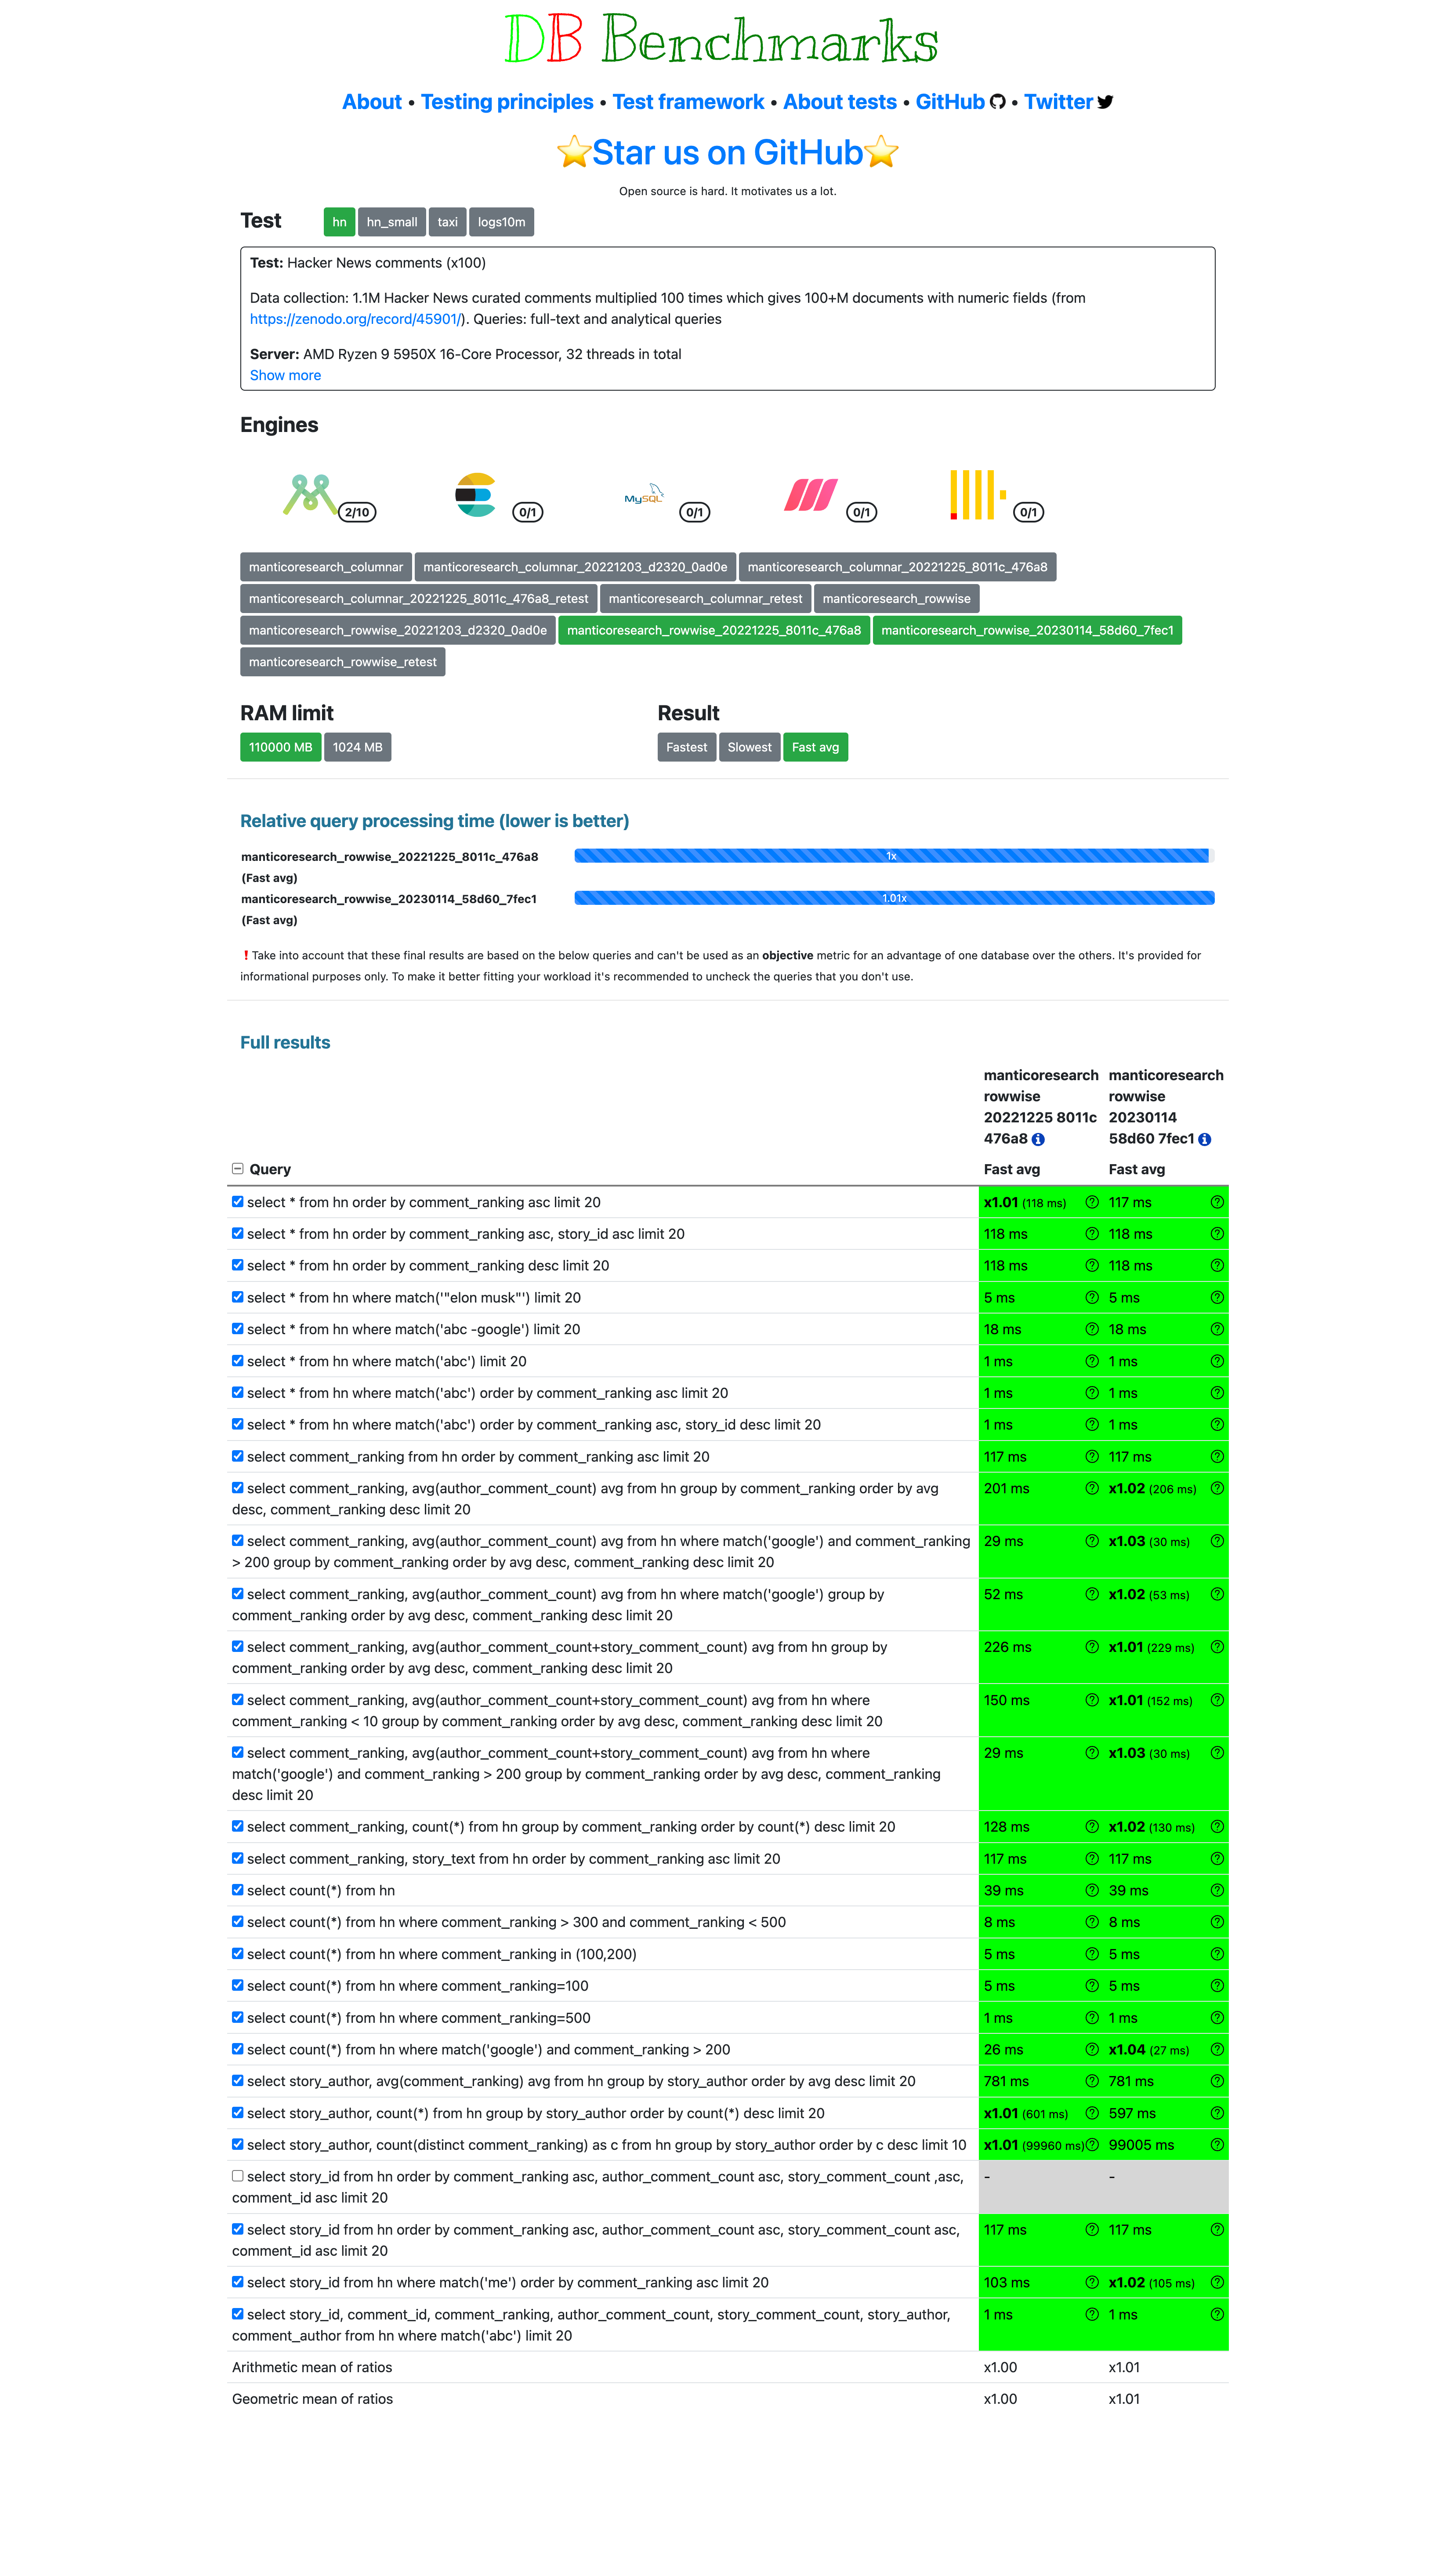 DB Benchmarks
About • Testing principles • Test framework • About tests • GitHub • Twitter
⭐Star us on GitHub⭐
Open source is hard. It motivates us a lot.
Test hn hn_small taxi logs10m
Test: Hacker News comments (x100)
Data collection: 1.1M Hacker News curated comments multiplied 100 times which gives 100+M documents with numeric fields (from
https://zenodo.org/record/45901/). Queries: full-text and analytical queries
Server: AMD Ryzen 9 5950X 16-Core Processor, 32 threads in total
Show more
Engines
2/10 0/1 MySQL 0/1 0/1 0/1
manticoresearch_columnar manticoresearch_columnar_20221203_d2320_0ad0e manticoresearch_columnar_20221225_8011c_476a8
manticoresearch_columnar_20221225_8011c_476a8_retest manticoresearch_columnar_retest manticoresearch_rowwise
manticoresearch_rowwise_20221203_d2320_0ad0e manticoresearch_rowwise_20221225_8011c_476a8 manticoresearch_rowwise_20230114_58d60_7fec1
manticoresearch_rowwise_retest
RAM limit Result
110000 MB 1024 MB Fastest Slowest Fast avg
Relative query processing time (lower is better)
manticoresearch_rowwise_20221225_8011c_476a8 1x
(Fast avg)
manticoresearch_rowwise_20230114_58d60_7fec1 1.01x
(Fast avg)
❗Take into account that these final results are based on the below queries and can't be used as an objective metric for an advantage of one database over the others. It's provided for
informational purposes only. To make it better fitting your workload it's recommended to uncheck the queries that you don't use.
Full results
manticoresearch manticoresearch
rowwise rowwise
20221225 8011c 20230114
476a8 58d60 7fec1
Query Fast avg Fast avg
select * from hn order by comment_ranking asc limit 20 x1.01 (118 ms) 117 ms
select * from hn order by comment_ranking asc, story_id asc limit 20 118 ms 118 ms
select * from hn order by comment_ranking desc limit 20 118 ms 118 ms
select * from hn where match('"elon musk"') limit 20 5 ms 5 ms
select * from hn where match('abc -google') limit 20 18 ms 18 ms
select * from hn where match('abc') limit 20 1 ms 1 ms
select * from hn where match('abc') order by comment_ranking asc limit 20 1 ms 1 ms
select * from hn where match('abc') order by comment_ranking asc, story_id desc limit 20 1 ms 1 ms
select comment_ranking from hn order by comment_ranking asc limit 20 117 ms 117 ms
select comment_ranking, avg(author_comment_count) avg from hn group by comment_ranking order by avg 201 ms x1.02 (206 ms)
desc, comment_ranking desc limit 20
select comment_ranking, avg(author_comment_count) avg from hn where match('google') and comment_ranking 29 ms x1.03 (30 ms)
> 200 group by comment_ranking order by avg desc, comment_ranking desc limit 20
select comment_ranking, avg(author_comment_count) avg from hn where match('google') group by 52 ms x1.02 (53 ms)
comment_ranking order by avg desc, comment_ranking desc limit 20
select comment_ranking, avg(author_comment_count+story_comment_count) avg from hn group by 226 ms x1.01 (229 ms)
comment_ranking order by avg desc, comment_ranking desc limit 20
select comment_ranking, avg(author_comment_count+story_comment_count) avg from hn where 150 ms x1.01 (152 ms)
comment_ranking < 10 group by comment_ranking order by avg desc, comment_ranking desc limit 20
select comment_ranking, avg(author_comment_count+story_comment_count) avg from hn where 29 ms x1.03 (30 ms)
match('google') and comment_ranking > 200 group by comment_ranking order by avg desc, comment_ranking
desc limit 20
select comment_ranking, count(*) from hn group by comment_ranking order by count(*) desc limit 20 128 ms x1.02 (130 ms)
select comment_ranking, story_text from hn order by comment_ranking asc limit 20 117 ms 117 ms
select count(*) from hn 39 ms 39 ms
select count(*) from hn where comment_ranking > 300 and comment_ranking < 500 8 ms 8 ms
select count(*) from hn where comment_ranking in (100,200) 5 ms 5 ms
select count(*) from hn where comment_ranking=100 5 ms 5 ms
select count(*) from hn where comment_ranking=500 1 ms 1 ms
select count(*) from hn where match('google') and comment_ranking > 200 26 ms x1.04 (27 ms)
select story_author, avg(comment_ranking) avg from hn group by story_author order by avg desc limit 20 781 ms 781 ms
select story_author, count(*) from hn group by story_author order by count(*) desc limit 20 x1.01 (601 ms) 597 ms
select story_author, count(distinct comment_ranking) as c from hn group by story_author order by c desc limit 10 x1.01 (99960 ms) 99005 ms
select story_id from hn order by comment_ranking asc, author_comment_count asc, story_comment_count ,asc, - -
comment_id asc limit 20
select story_id from hn order by comment_ranking asc, author_comment_count asc, story_comment_count asc, 117 ms 117 ms
comment_id asc limit 20
select story_id from hn where match('me') order by comment_ranking asc limit 20 103 ms x1.02 (105 ms)
select story_id, comment_id, comment_ranking, author_comment_count, story_comment_count, story_author, 1 ms 1 ms
comment_author from hn where match('abc') limit 20
Arithmetic mean of ratios x1.00 x1.01
Geometric mean of ratios x1.00 x1.01